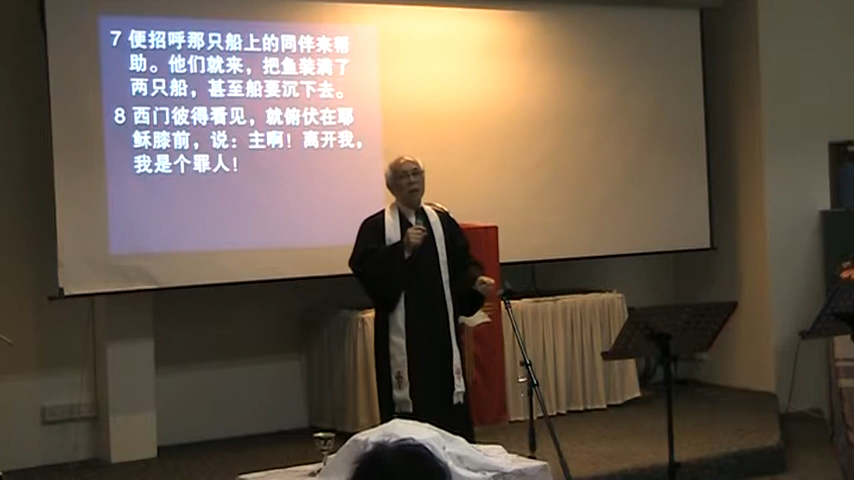 7 便招呼那只船上的同伴来帮
助。他们就来，把鱼装满了
两只船，甚至船要沉下去。
8 西门彼得看见，就俯伏在耶
稣膝前，说：主啊！离开我，
我是个罪人！